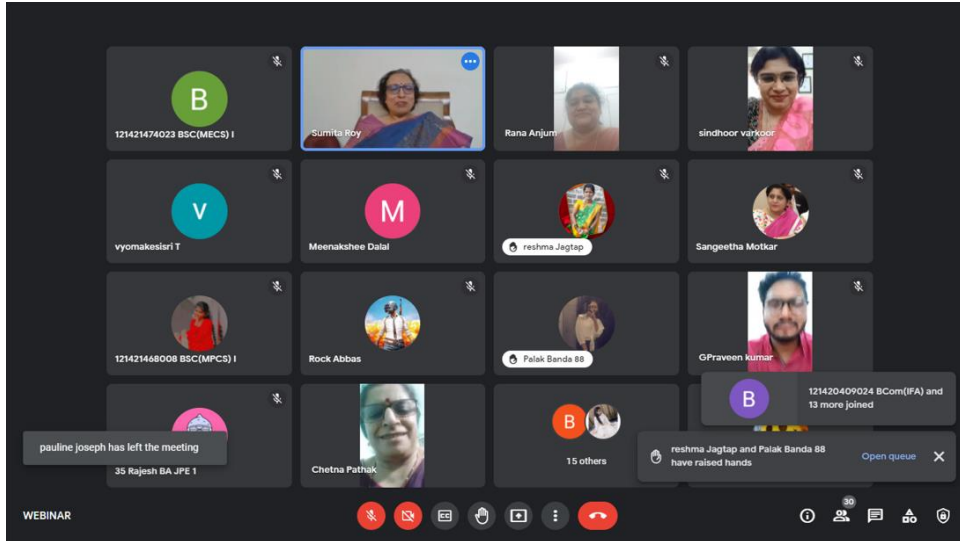 B
121421474023 BSC(MECS) I
Sumita Roy
Rana Anjum
sindhoor varkoor
V
vyomakesisri T
M
Meenakshee Dalal
reshma Jagtap
Sangeetha Motkar
121421468008 BSC(MPCS) I
Rock Abbas
Palak Banda 88
GPraveen kumar
B
121420409024 BCom(IFA) and
13 more joined
pauline joseph has left the meeting
35 Rajesh BA JPE 1
Chetna Pathak
B
15 others
reshma Jagtap and Palak Banda 88
have raised hands
Open queue
WEBINAR
CC
30